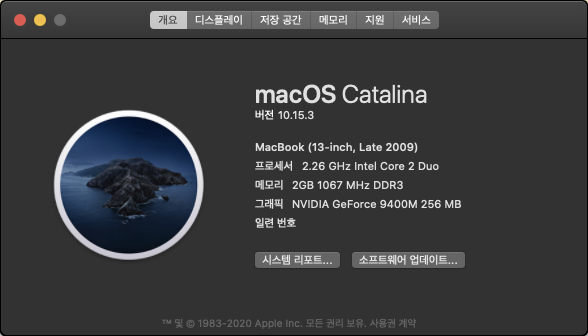 개요 디스플레이 저장 공간 메모리 지원 서비스
macOS Catalina
버전 10.15.3
MacBook (13-inch, Late 2009)
프로세서 2.26 GHz Intel Core 2 Duo
메모리 2GB 1067 MHz DDR3
그래픽 NVIDIA GeForce 9400M 256 MB
일련 번호
시스템 리포트... 소프트웨어 업데이트...
™ 및 © 1983-2020 Apple Inc. 모든 권리 보유. 사용권 계약